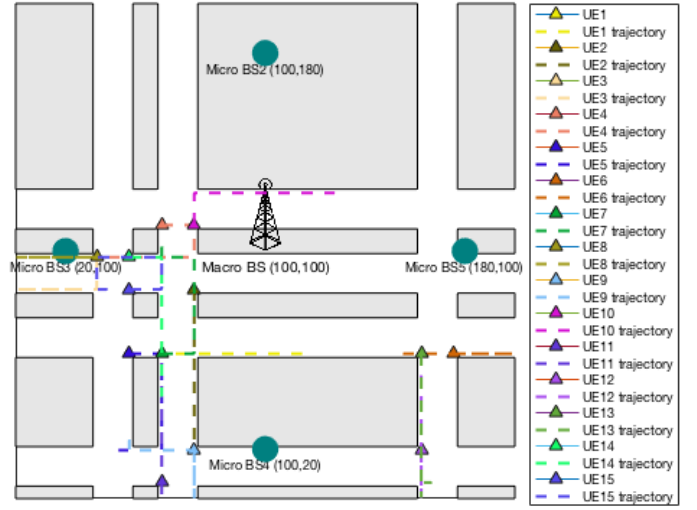 Micro BS2 (100,180)
Micro BS3 (20,100)
Macro BS (100,100)
Micro BS5 (180,100)
Micro BS4 (100,20)
UE1
UE1 trajectory
UE2
UE2 trajectory
UE3
UE3 trajectory
UE4
UE4 trajectory
UE5
UE5 trajectory
UE6
UE6 trajectory
UE7
UE7 trajectory
UE8
UE8 trajectory
UE9
UE9 trajectory
UE10
UE10 trajectory
UE11
UE11 trajectory
UE12
UE12 trajectory
UE13
UE13 trajectory
UE14
UE14 trajectory
UE15
UE15 trajectory